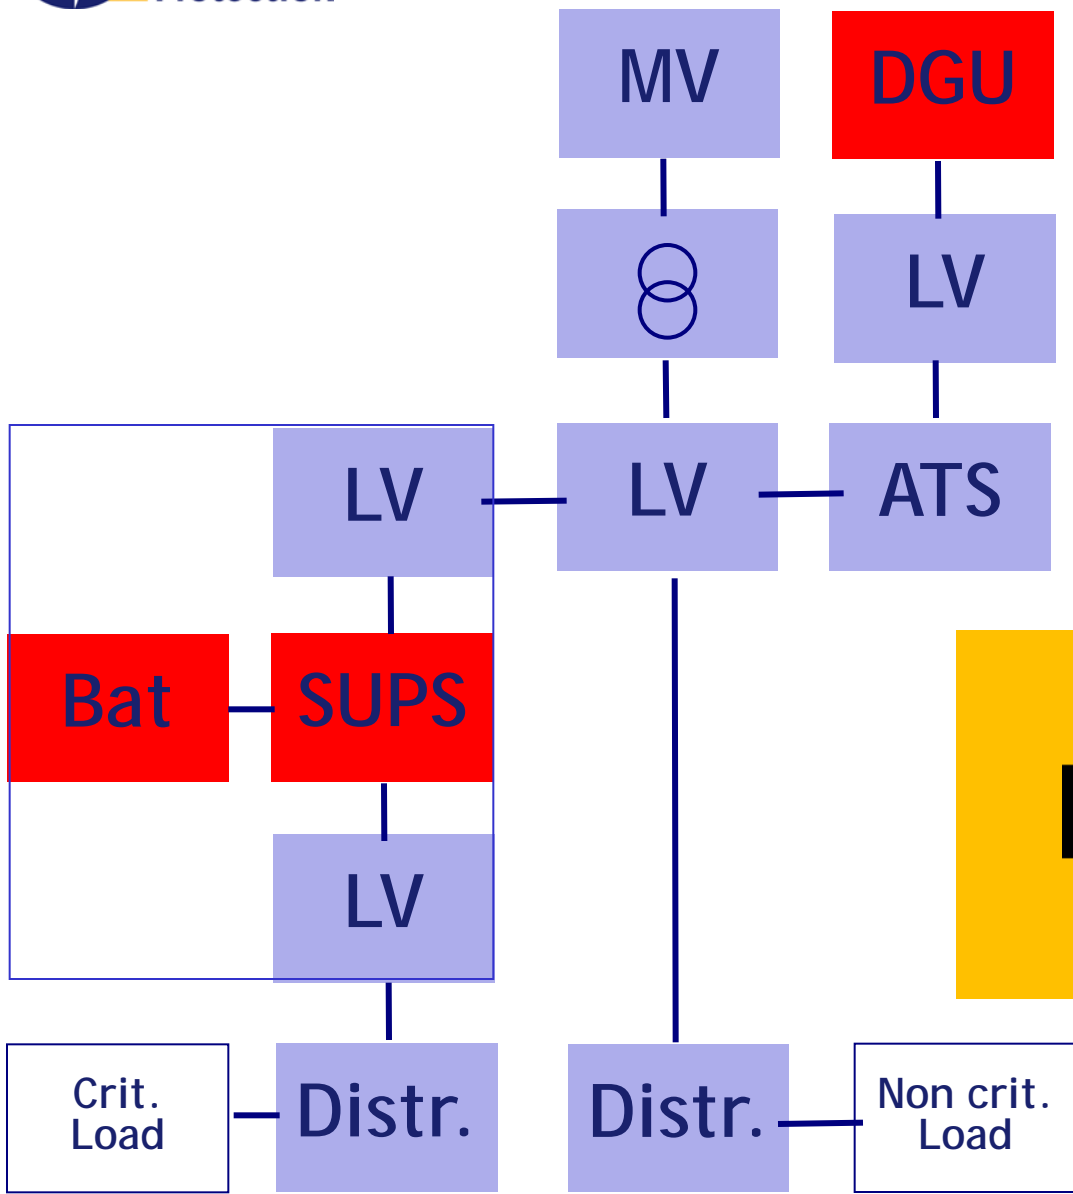 MV
DGU
LV
LV
LV
ATS
Bat
SUPS
LV
Crit.
Load
Distr.
Distr.
Non crit.
Load